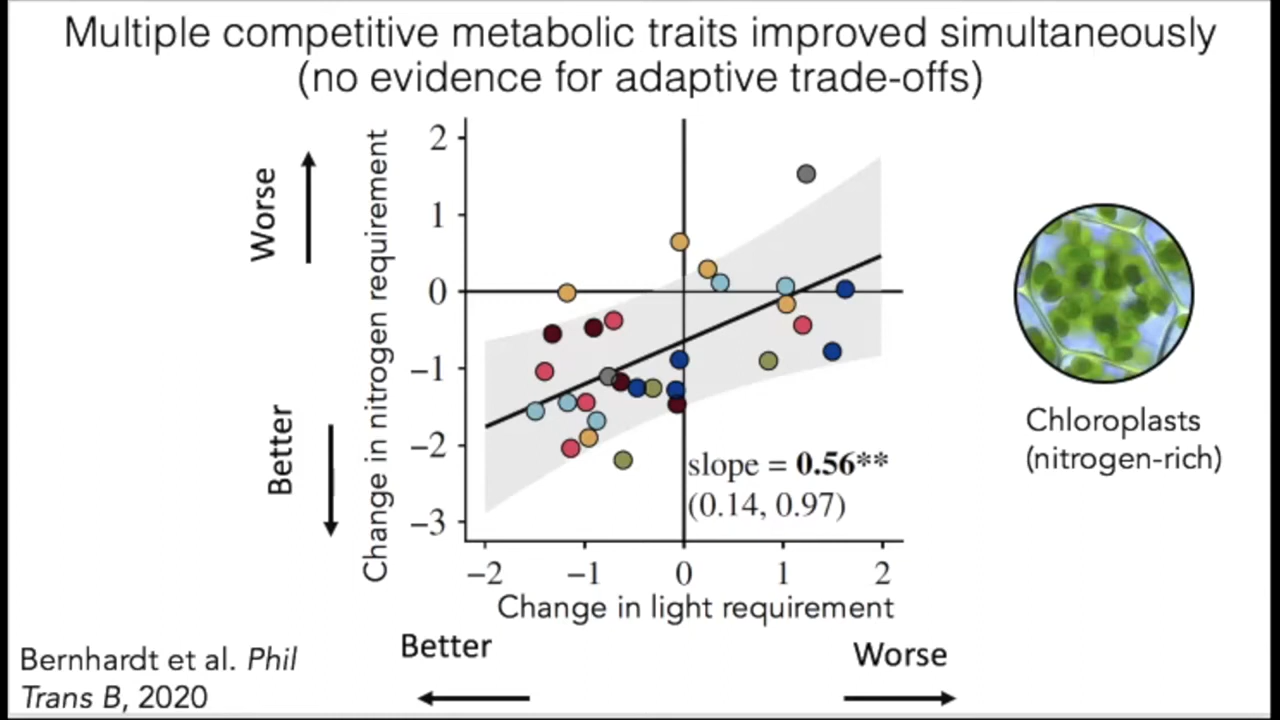 Multiple competitive metabolic traits improved simultaneously
(no evidence for adaptive trade-offs)
Worse
Better
Change in nitrogen requirement
2
1
0
−1
−2
−3
slope = 0.56**
(0.14, 0.97)
−2 −1 0 1 2
Change in light requirement
Better
Worse
Chloroplasts
(nitrogen-rich)
Bernhardt et al. Phil
Trans B, 2020